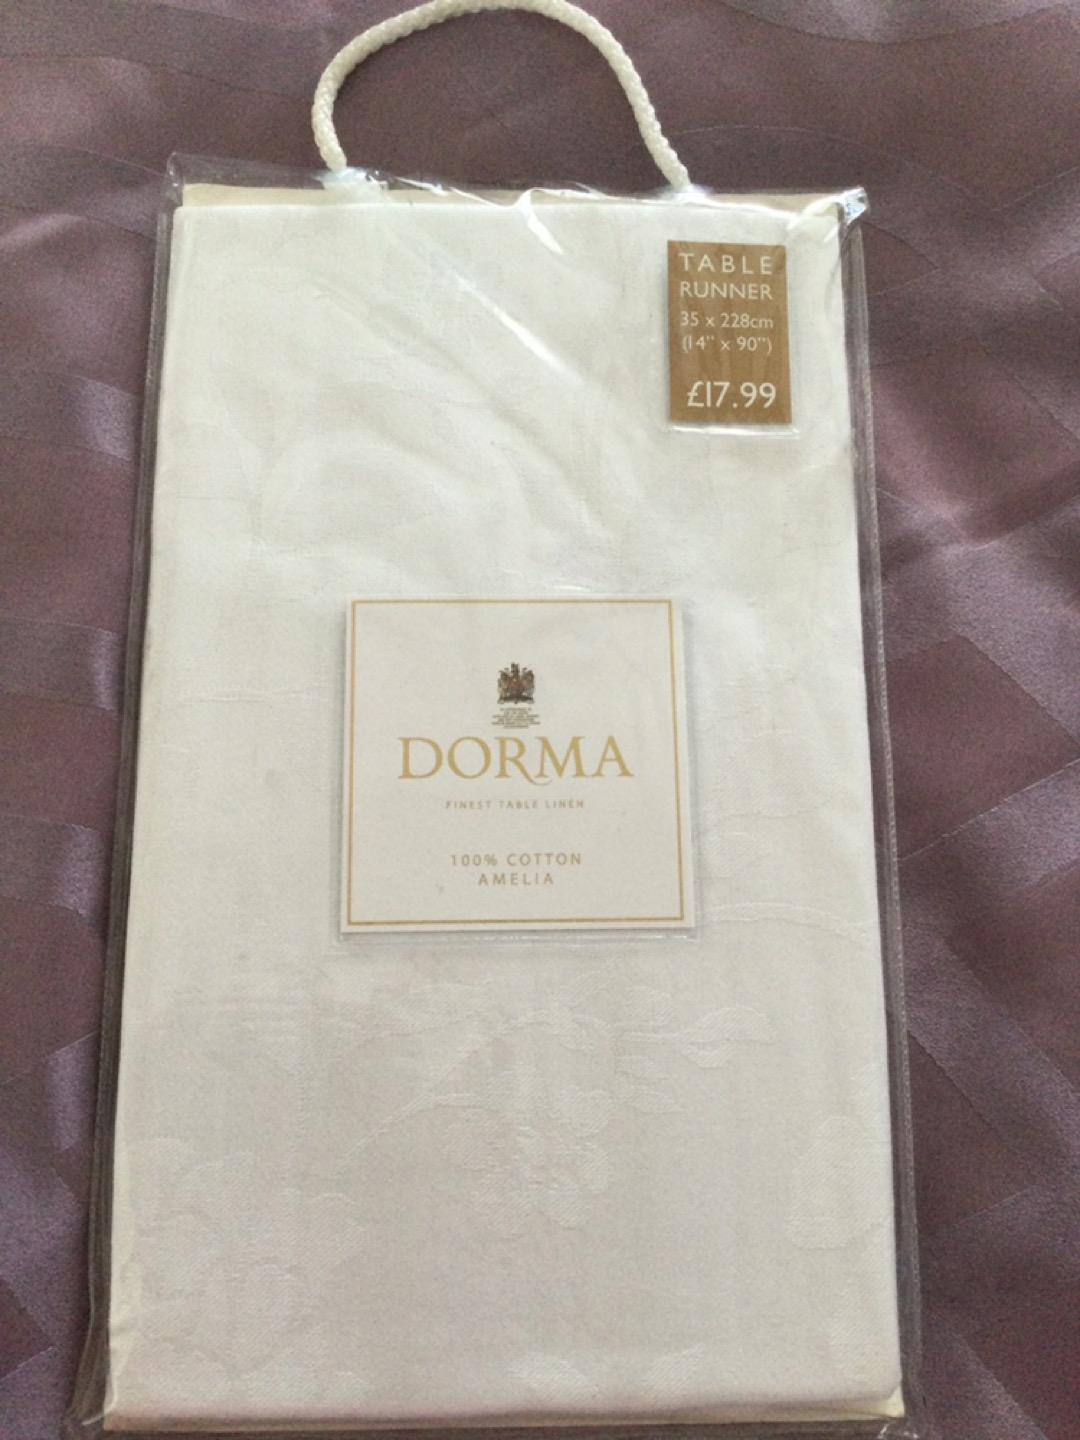 TABLE
RUNNER
35 x 228cm
(14" x 90")
£17.99
DORMA
FINEST TABLE LINEN
100% COTTON
AMELIA